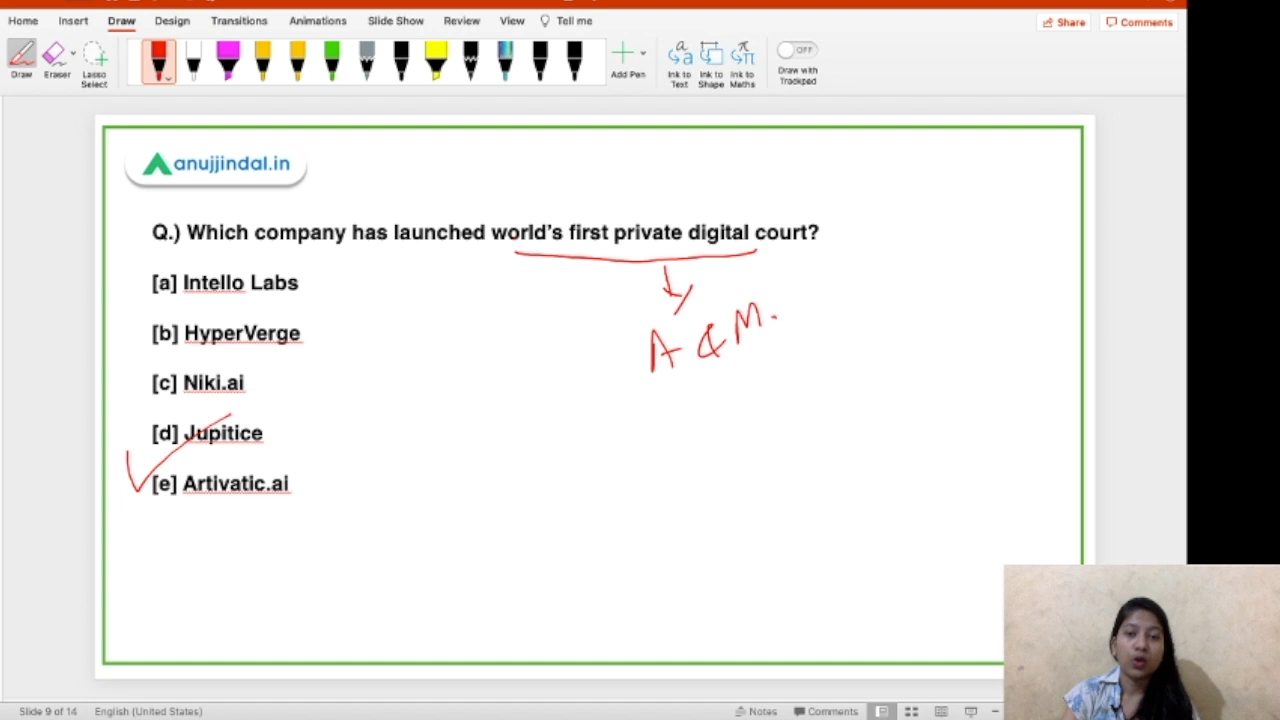 Home Insert Draw Design Transitions Animations Slide Show Review View Tell me Share Comments
Draw Eraser Lasso Select Add Pen Ink to Text Ink to Shape Ink to Maths OFF Draw with Trackpad
anujjindal.in
Q.) Which company has launched world's first private digital court?
[a] Intello Labs
A & M.
[b] HyperVerge
[c] Niki.ai
[d] Jupitice
[e] Artivatic.ai
Slide 9 of 14 English (United States) Notes Comments